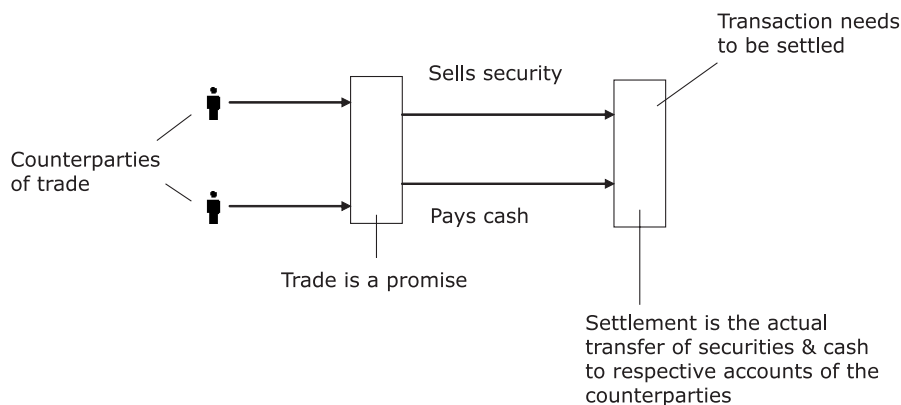 Transaction needs
to be settled
Sells security
Counterparties
of trade
Pays cash
Trade is a promise
Settlement is the actual
transfer of securities & cash
to respective accounts of the
counterparties